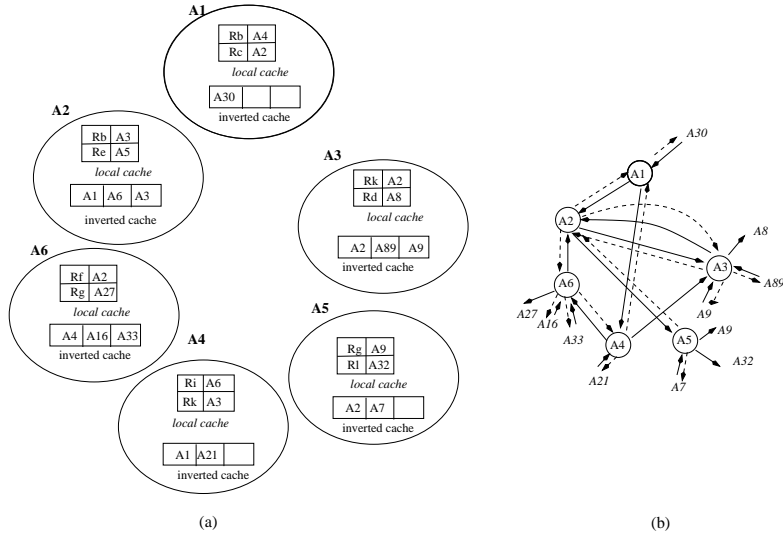 A1
Rb A4
Rc A2
local cache
A30
inverted cache
A2
Rb A3
Re A5
local cache
A1 A6 A3
inverted cache
A3
Rk A2
Rd A8
local cache
A2 A89 A9
inverted cache
A6
Rf A2
Rg A27
local cache
A4 A16 A33
inverted cache
A5
Rg A9
Rl A32
local cache
A2 A7
inverted cache
A4
Ri A6
Rk A3
local cache
A1 A21
inverted cache
(a)
A30
A1
A2
A8
A3
A89
A6
A9
A27
A16
A33
A4
A5
A9
A21
A7
A32
(b)